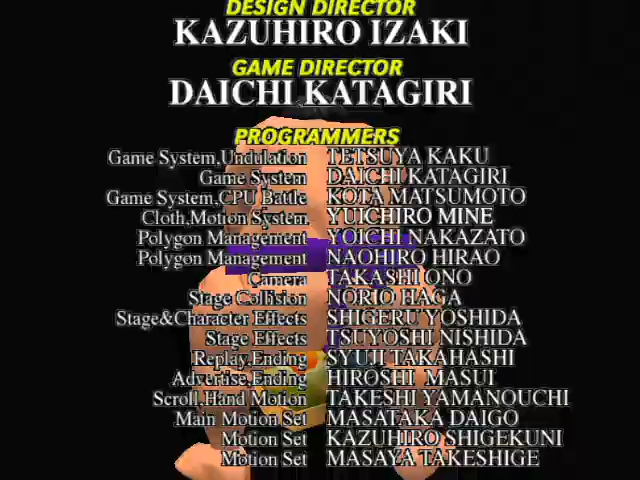 DESIGN DIRECTOR
KAZUHIRO IZAKI
GAME DIRECTOR
DAICHI KATAGIRI
PROGRAMMERS
Game System,Undulation TETSUYA KAKU
Game System DAICHI KATAGIRI
Game System,CPU Battle KOTA MATSUMOTO
Cloth,Motion System YUICHIRO MINE
Polygon Management YOICHI NAKAZATO
Polygon Management NAOHIRO HIRAO
Camera TAKASHI ONO
Stage Collision NORIO HAGA
Stage&Character Effects SHIGERU YOSHIDA
Stage Effects TSUYOSHI NISHIDA
Replay,Ending SYUJI TAKAHASHI
Advertise,Ending HIROSHI MASUI
Scroll,Hand Motion TAKESHI YAMANOUCHI
Main Motion Set MASATAKA DAIGO
Motion Set KAZUHIRO SHIGEKUNI
Motion Set MASAYA TAKESHIGE